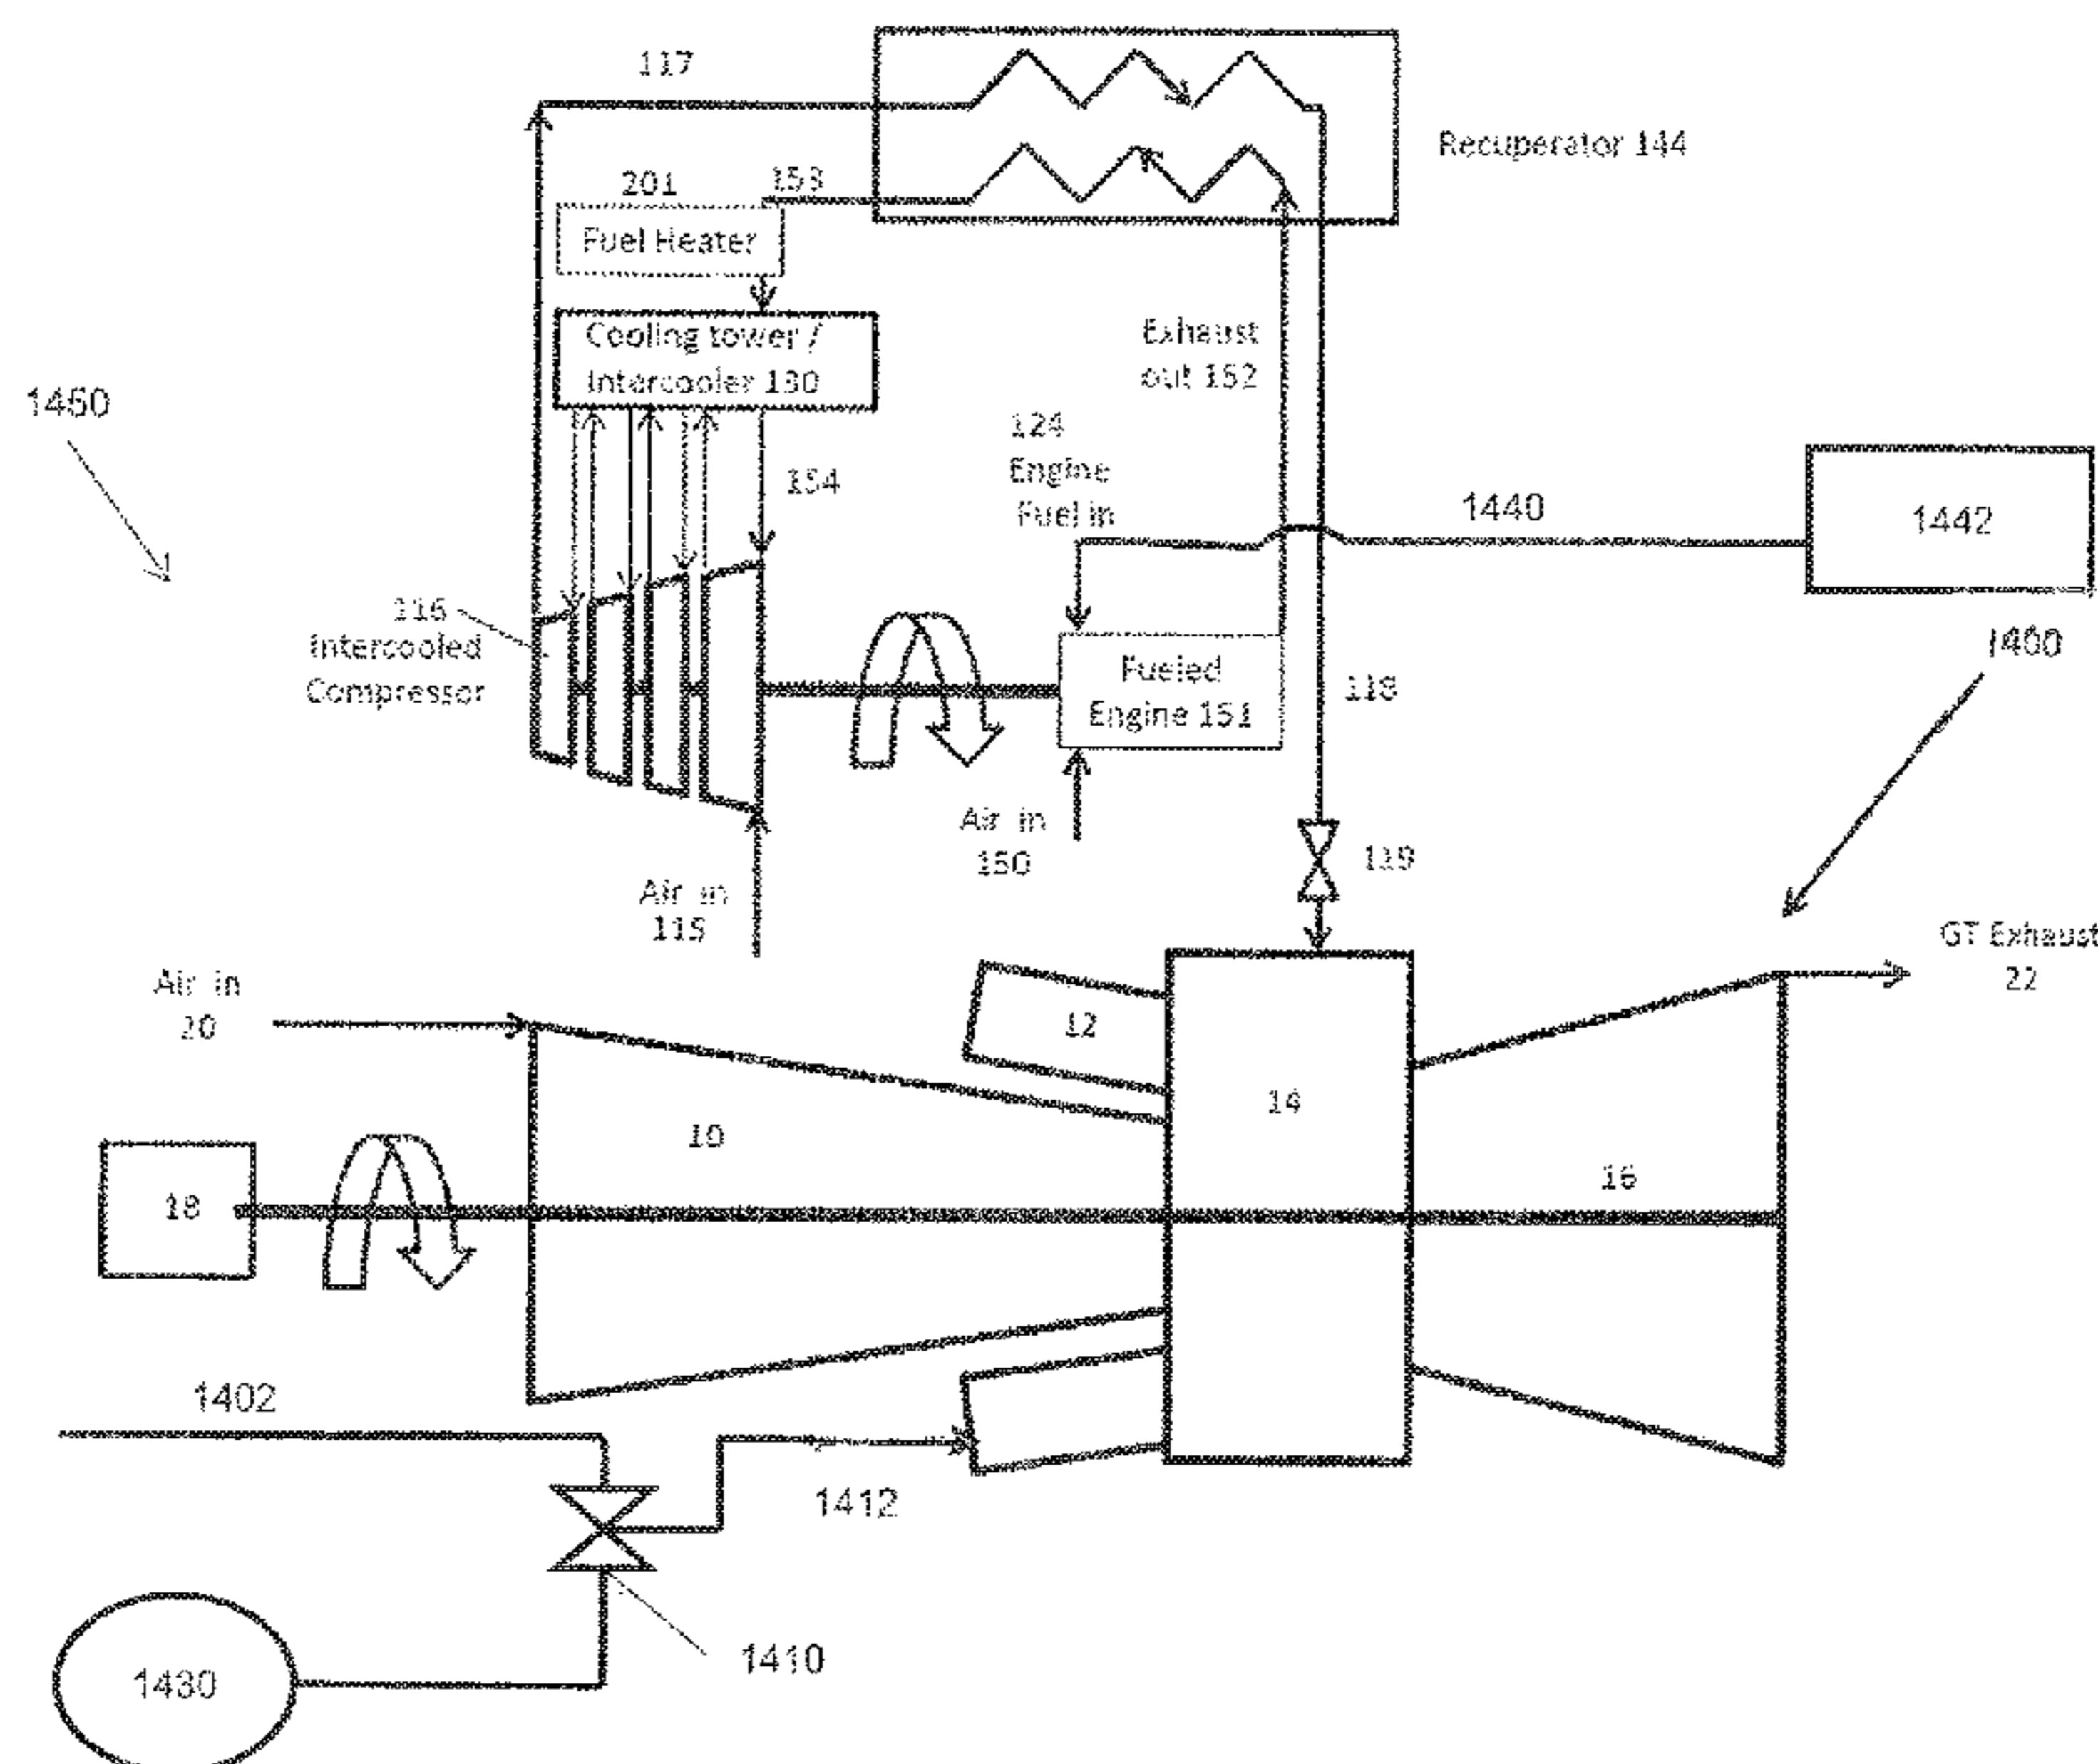 117
Recuperator 144
201
153
Fuel Heater
Cooling tower /
Intercooler 130
Exhaust
out 152
1450
124
Engine
Fuel in
154
1440
1442
116
Intercooled
Compressor
1400
Fueled
Engine 151
118
Air in
150
119
Air in
115
GT Exhaust
22
Air in
20
12
14
10
16
18
1402
1412
1410
1430